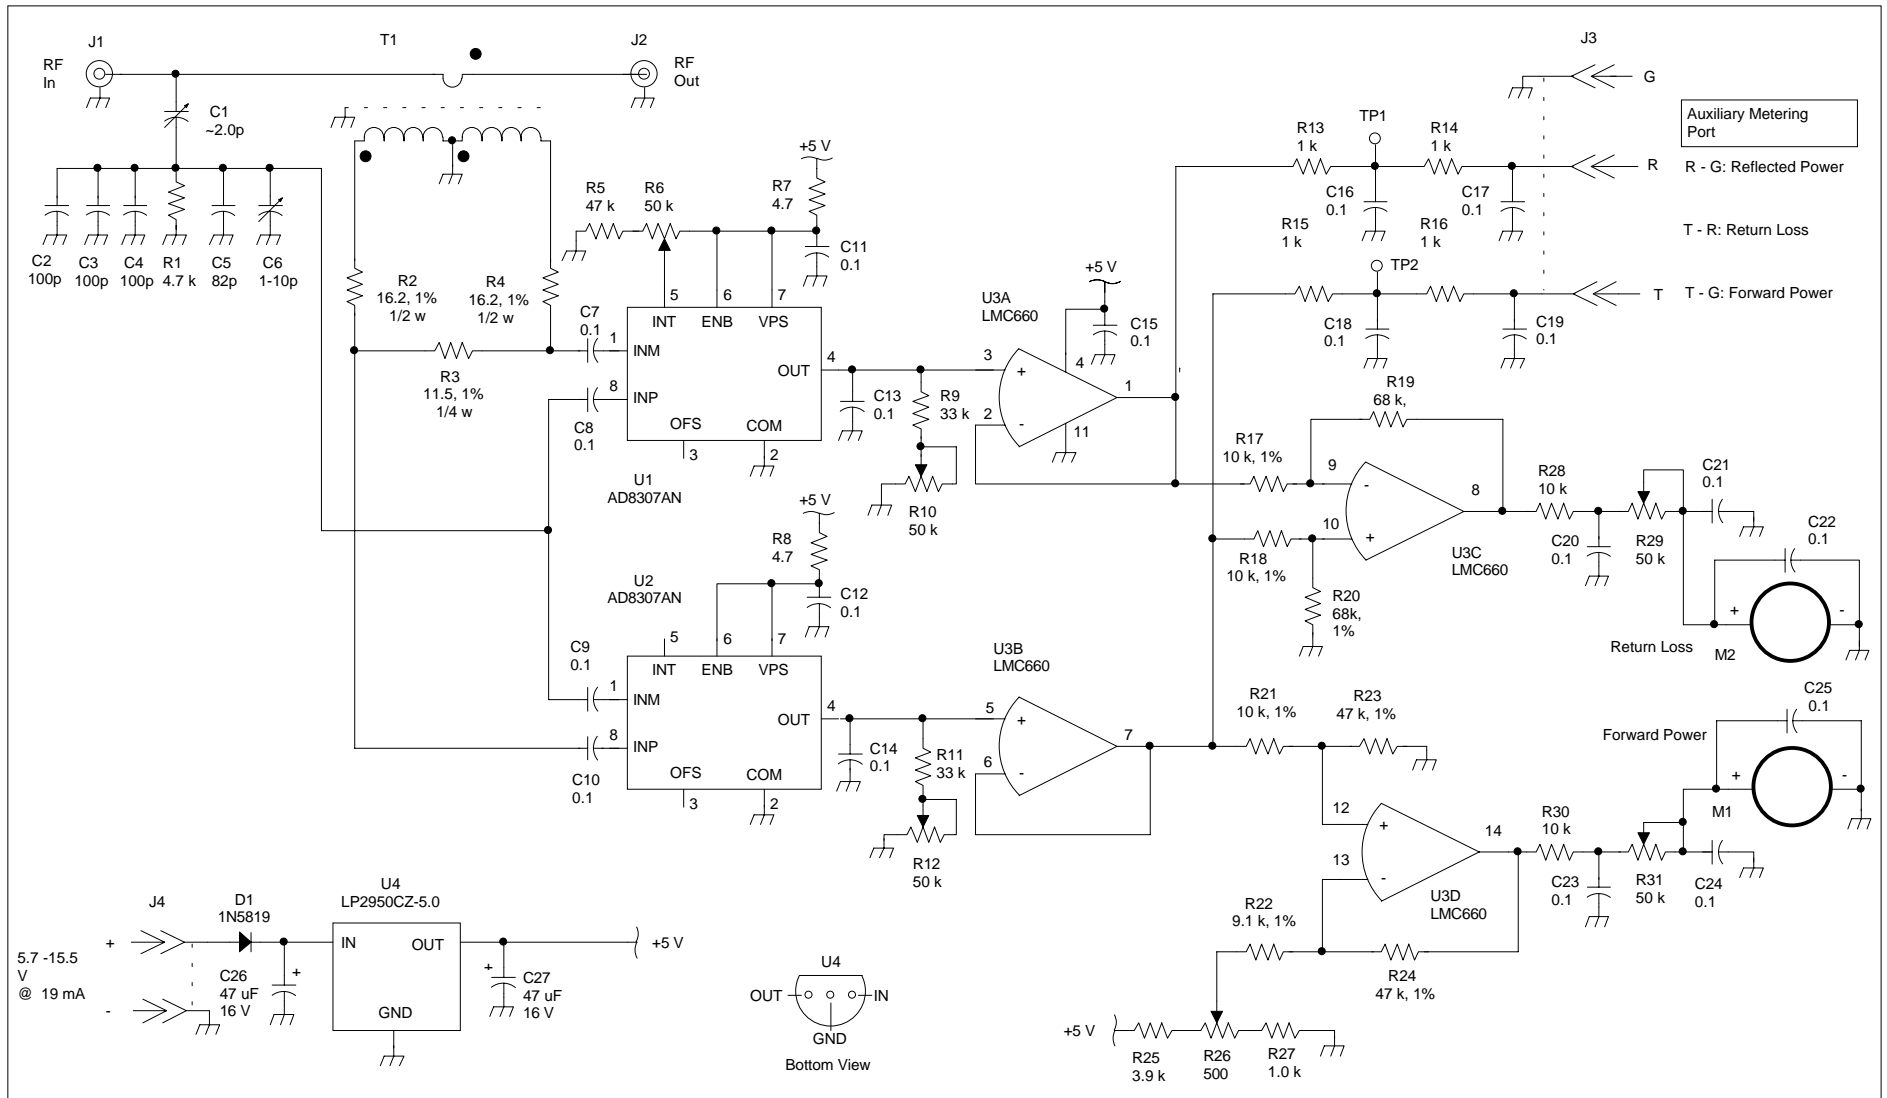 J1
RF
In
T1
J2
RF
Out
C1
~2.0p
C2
100p
C3
100p
C4
100p
R1
4.7 k
C5
82p
C6
1-10p
R2
16.2, 1%
1/2 w
R4
16.2, 1%
1/2 w
R3
11.5, 1%
1/4 w
R5
47 k
R6
50 k
+5 V
R7
4.7
C11
0.1
C7
0.1
C8
0.1
5
6
7
INT
ENB
VPS
1
INM
8
INP
OUT
4
OFS
COM
3
2
U1
AD8307AN
C13
0.1
R9
33 k
R10
50 k
U3A
LMC660
+5 V
C15
0.1
3
+
4
2
-
11
1
J3
G
R
T
Auxiliary Metering
Port
R - G: Reflected Power
T - R: Return Loss
T - G: Forward Power
R13
1 k
TP1
R14
1 k
C16
0.1
C17
0.1
R15
1 k
R16
1 k
TP2
C18
0.1
C19
0.1
R17
10 k, 1%
R19
68 k,
9
-
10
+
8
R18
10 k, 1%
R20
68k,
1%
U3C
LMC660
R28
10 k
C20
0.1
R29
50 k
C21
0.1
C22
0.1
+
-
Return Loss
M2
U2
AD8307AN
+5 V
R8
4.7
C12
0.1
C9
0.1
C10
0.1
5
6
7
INT
ENB
VPS
1
INM
8
INP
OUT
4
OFS
COM
3
2
C14
0.1
R11
33 k
R12
50 k
U3B
LMC660
5
+
6
-
7
R21
10 k, 1%
R23
47 k, 1%
12
+
13
-
14
U3D
LMC660
R22
9.1 k, 1%
R24
47 k, 1%
+5 V
R25
3.9 k
R26
500
R27
1.0 k
R30
10 k
C23
0.1
R31
50 k
C24
0.1
C25
0.1
Forward Power
+
-
M1
J4
+
5.7 -15.5
V
@ 19 mA
-
D1
1N5819
C26
47 uF
16 V
+
U4
LP2950CZ-5.0
IN
OUT
GND
+
C27
47 uF
16 V
+5 V
U4
OUT
IN
GND
Bottom View